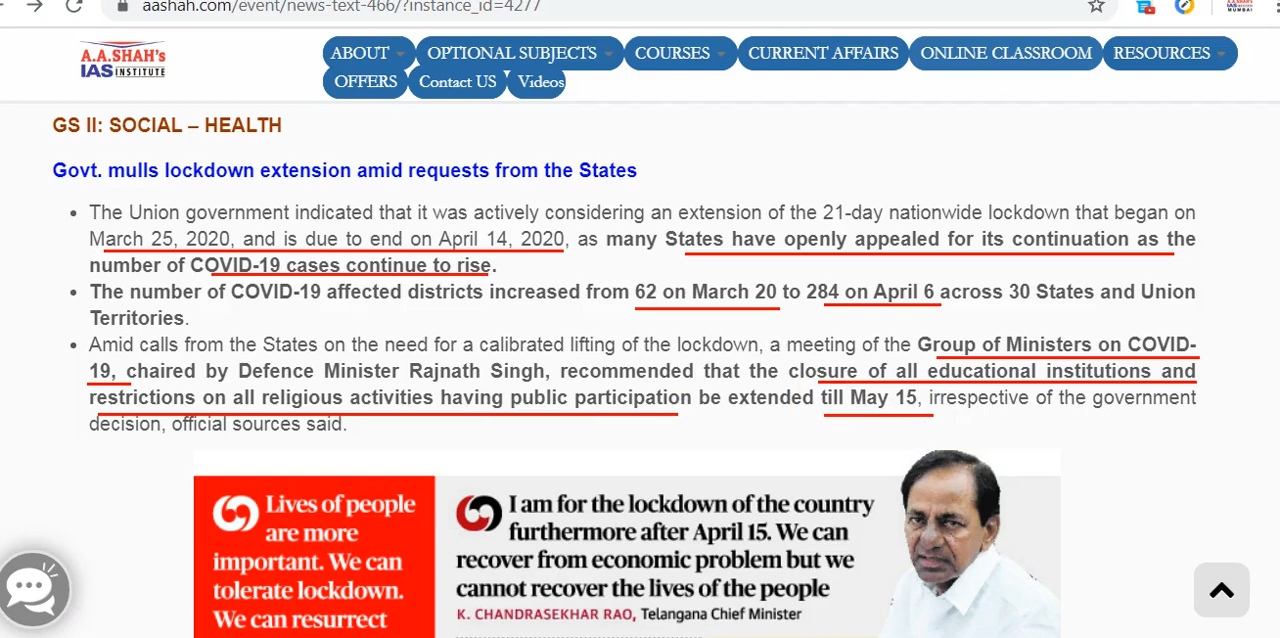 aashah.com/event/news-text-466/?instance_id=4277
A.A.SHAH's
IAS INSTITUTE
ABOUT
OPTIONAL SUBJECTS
COURSES
CURRENT AFFAIRS
ONLINE CLASSROOM
RESOURCES
OFFERS
Contact US
Videos
GS II: SOCIAL – HEALTH
Govt. mulls lockdown extension amid requests from the States
• The Union government indicated that it was actively considering an extension of the 21-day nationwide lockdown that began on
March 25, 2020, and is due to end on April 14, 2020, as many States have openly appealed for its continuation as the
number of COVID-19 cases continue to rise.
• The number of COVID-19 affected districts increased from 62 on March 20 to 284 on April 6 across 30 States and Union
Territories.
• Amid calls from the States on the need for a calibrated lifting of the lockdown, a meeting of the Group of Ministers on COVID-
19, chaired by Defence Minister Rajnath Singh, recommended that the closure of all educational institutions and
restrictions on all religious activities having public participation be extended till May 15, irrespective of the government
decision, official sources said.
Lives of people
are more
important. We can
tolerate lockdown.
We can resurrect
I am for the lockdown of the country
furthermore after April 15. We can
recover from economic problem but we
cannot recover the lives of the people
K. CHANDRASEKHAR RAO, Telangana Chief Minister